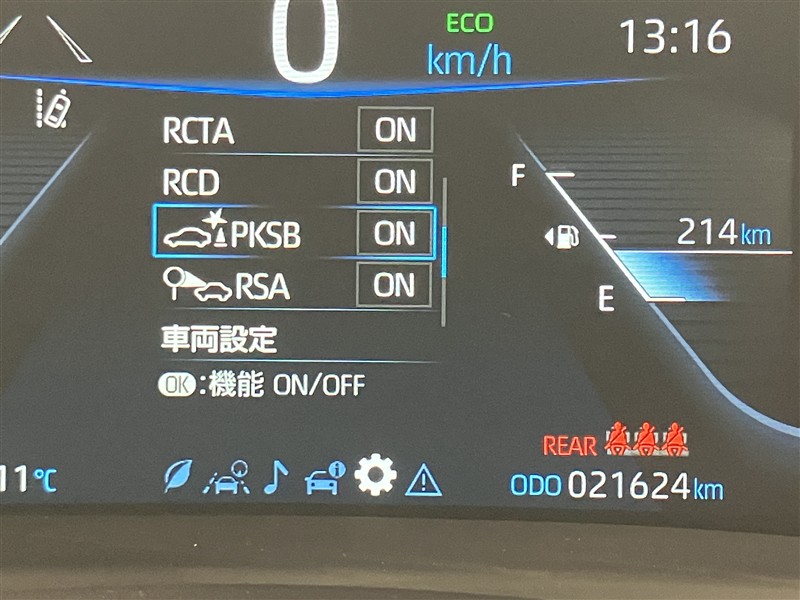 0
ECO
km/h
13:16
RCTA ON
RCD ON
PKSB ON
RSA ON
車両設定
OK:機能 ON/OFF
F
214km
E
REAR
11℃
ODO 021624km